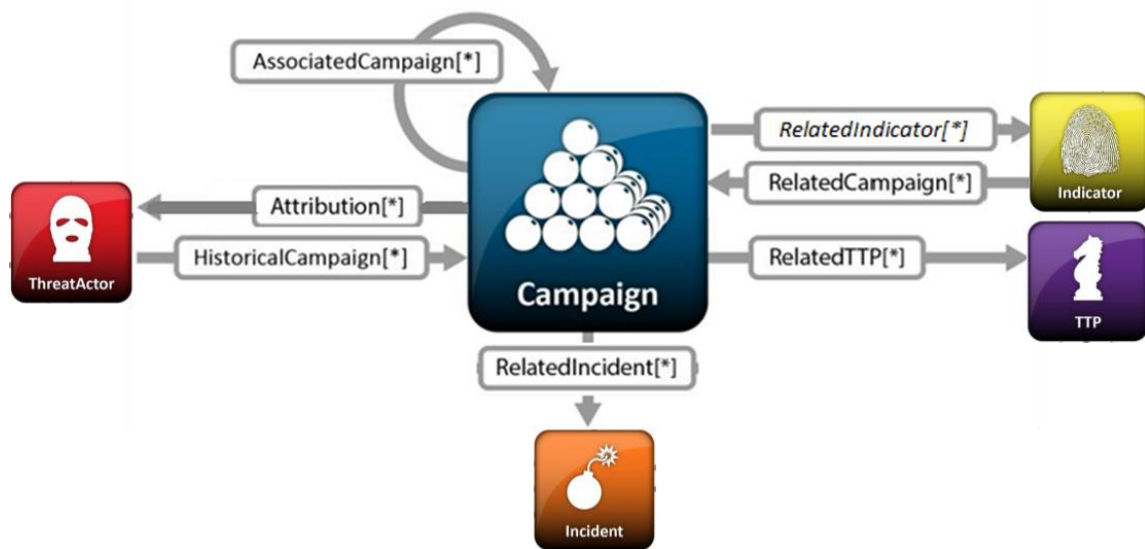 AssociatedCampaign[*]
RelatedIndicator[*]
Indicator
RelatedCampaign[*]
Attribution[*]
HistoricalCampaign[*]
ThreatActor
Campaign
RelatedTTP[*]
TTP
RelatedIncident[*]
Incident